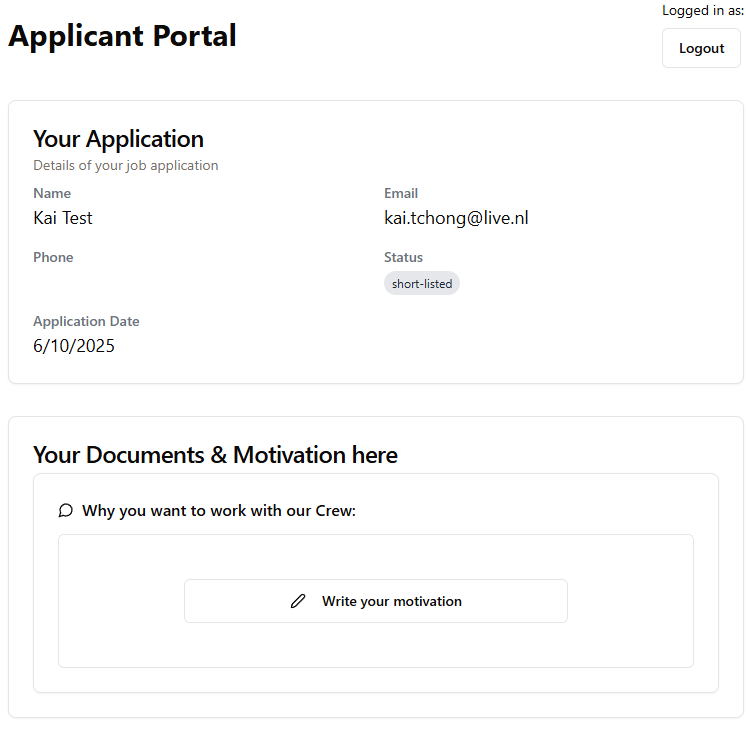 Logged in as:
Applicant Portal
Logout
Your Application
Details of your job application
Name
Kai Test
Email
kai.tchong@live.nl
Phone
Status
short-listed
Application Date
6/10/2025
Your Documents & Motivation here
Why you want to work with our Crew:
Write your motivation